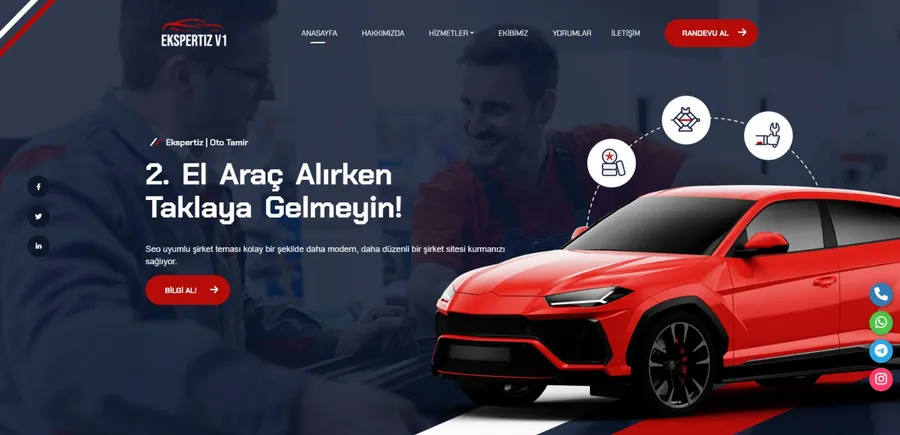 EKSPERTIZ V1
ANASAYFA HAKKIMIZDA HİZMETLER EKİBİMİZ YORUMLAR İLETİŞİM RANDEVU AL
Ekspertiz | Oto Tamir
2. El Araç Alırken
Taklaya Gelmeyin!
Seo uyumlu şirket teması kolay bir şekilde daha modern, daha düzenli bir şirket sitesi kurmanızı
sağlıyor.
BİLGİ AL!